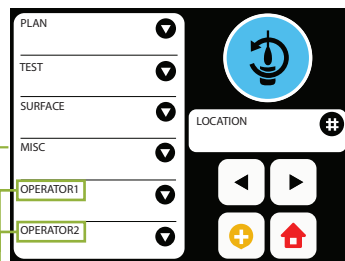 PLAN
TEST
SURFACE
LOCATION
#
MISC
OPERATOR1
OPERATOR2